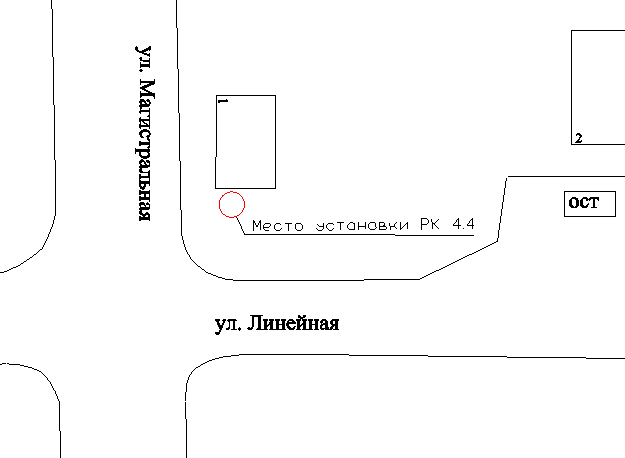 ул. Магистральная
1
2
ост
Место установки РК 4.4
ул. Линейная